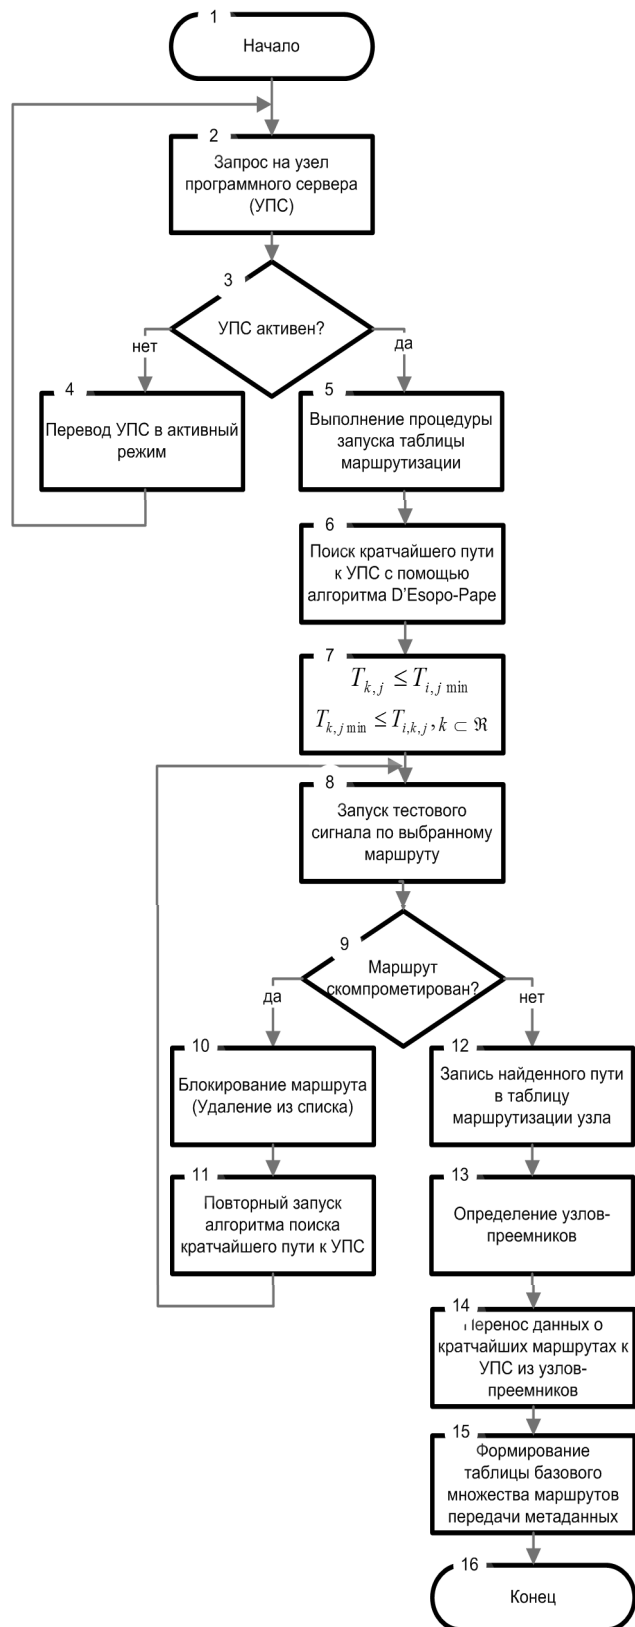 1
Начало
2
Запрос на узел
программного сервера
(УПС)
3
УПС активен?
нет
да
4
Перевод УПС в активный
режим
5
Выполнение процедуры
запуска таблицы
маршрутизации
6
Поиск кратчайшего пути
к УПС с помощью
алгоритма D'Esopo-Pape
7
T_{k,j} ≤ T_{i,j min}
T_{k,j min} ≤ T_{i,k,j}, k ⊂ ℜ
8
Запуск тестового
сигнала по выбранному
маршруту
9
Маршрут
скомпрометирован?
да
нет
10
Блокирование маршрута
(Удаление из списка)
11
Повторный запуск
алгоритма поиска
кратчайшего пути к УПС
12
Запись найденного пути
в таблицу
маршрутизации узла
13
Определение узлов-
преемников
14
Перенос данных о
кратчайших маршрутах к
УПС из узлов-
преемников
15
Формирование
таблицы базового
множества маршрутов
передачи метаданных
16
Конец